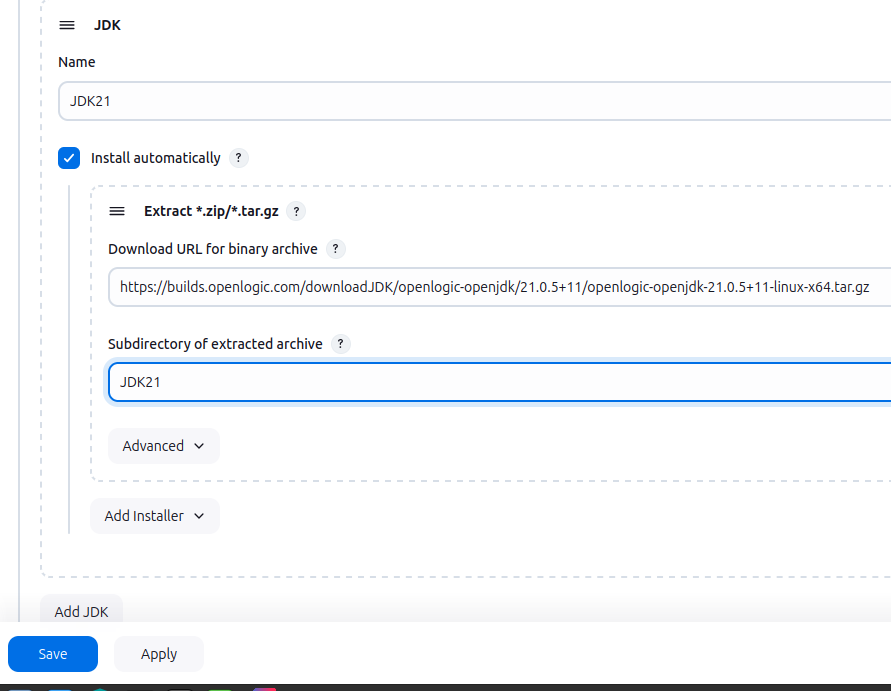 JDK
Name
JDK21
Install automatically ?
Extract *.zip/*.tar.gz ?
Download URL for binary archive ?
https://builds.openlogic.com/downloadJDK/openlogic-openjdk/21.0.5+11/openlogic-openjdk-21.0.5+11-linux-x64.tar.gz
Subdirectory of extracted archive ?
JDK21
Advanced
Add Installer
Add JDK
Save Apply